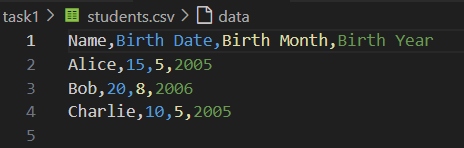 task1 > students.csv > data
1 Name,Birth Date,Birth Month,Birth Year
2 Alice,15,5,2005
3 Bob,20,8,2006
4 Charlie,10,5,2005
5